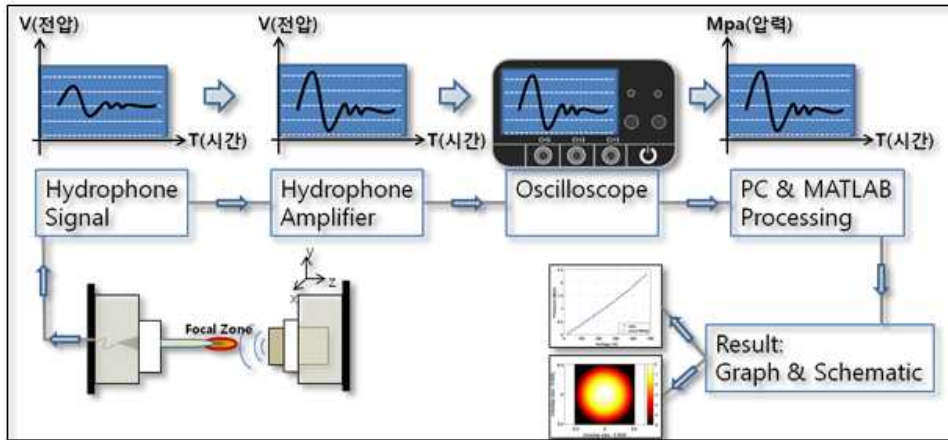 V(전압)
V(전압)
Mpa(압력)
T(시간)
T(시간)
T(시간)
CH1
Hydrophone
Signal
Hydrophone
Amplifier
Oscilloscope
PC & MATLAB
Processing
y
z
x
Focal Zone
Result:
Graph & Schematic